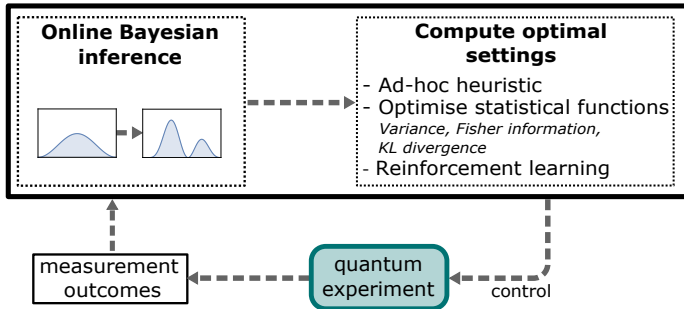 Online Bayesian
inference
Compute optimal
settings
- Ad-hoc heuristic
- Optimise statistical functions
Variance, Fisher information,
KL divergence
- Reinforcement learning
measurement
outcomes
quantum
experiment
control